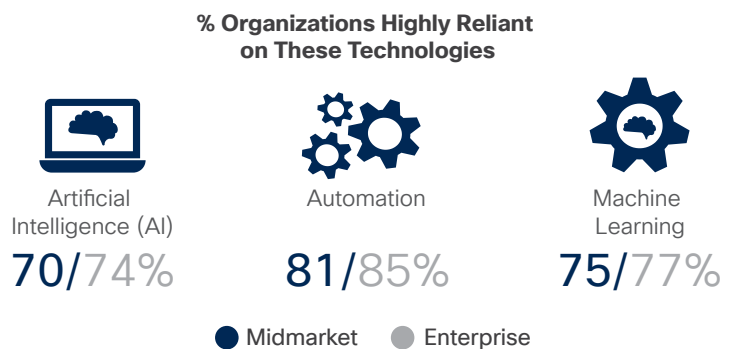 % Organizations Highly Reliant
on These Technologies
Artificial
Intelligence (AI)
70/74%
Automation
81/85%
Machine
Learning
75/77%
Midmarket
Enterprise